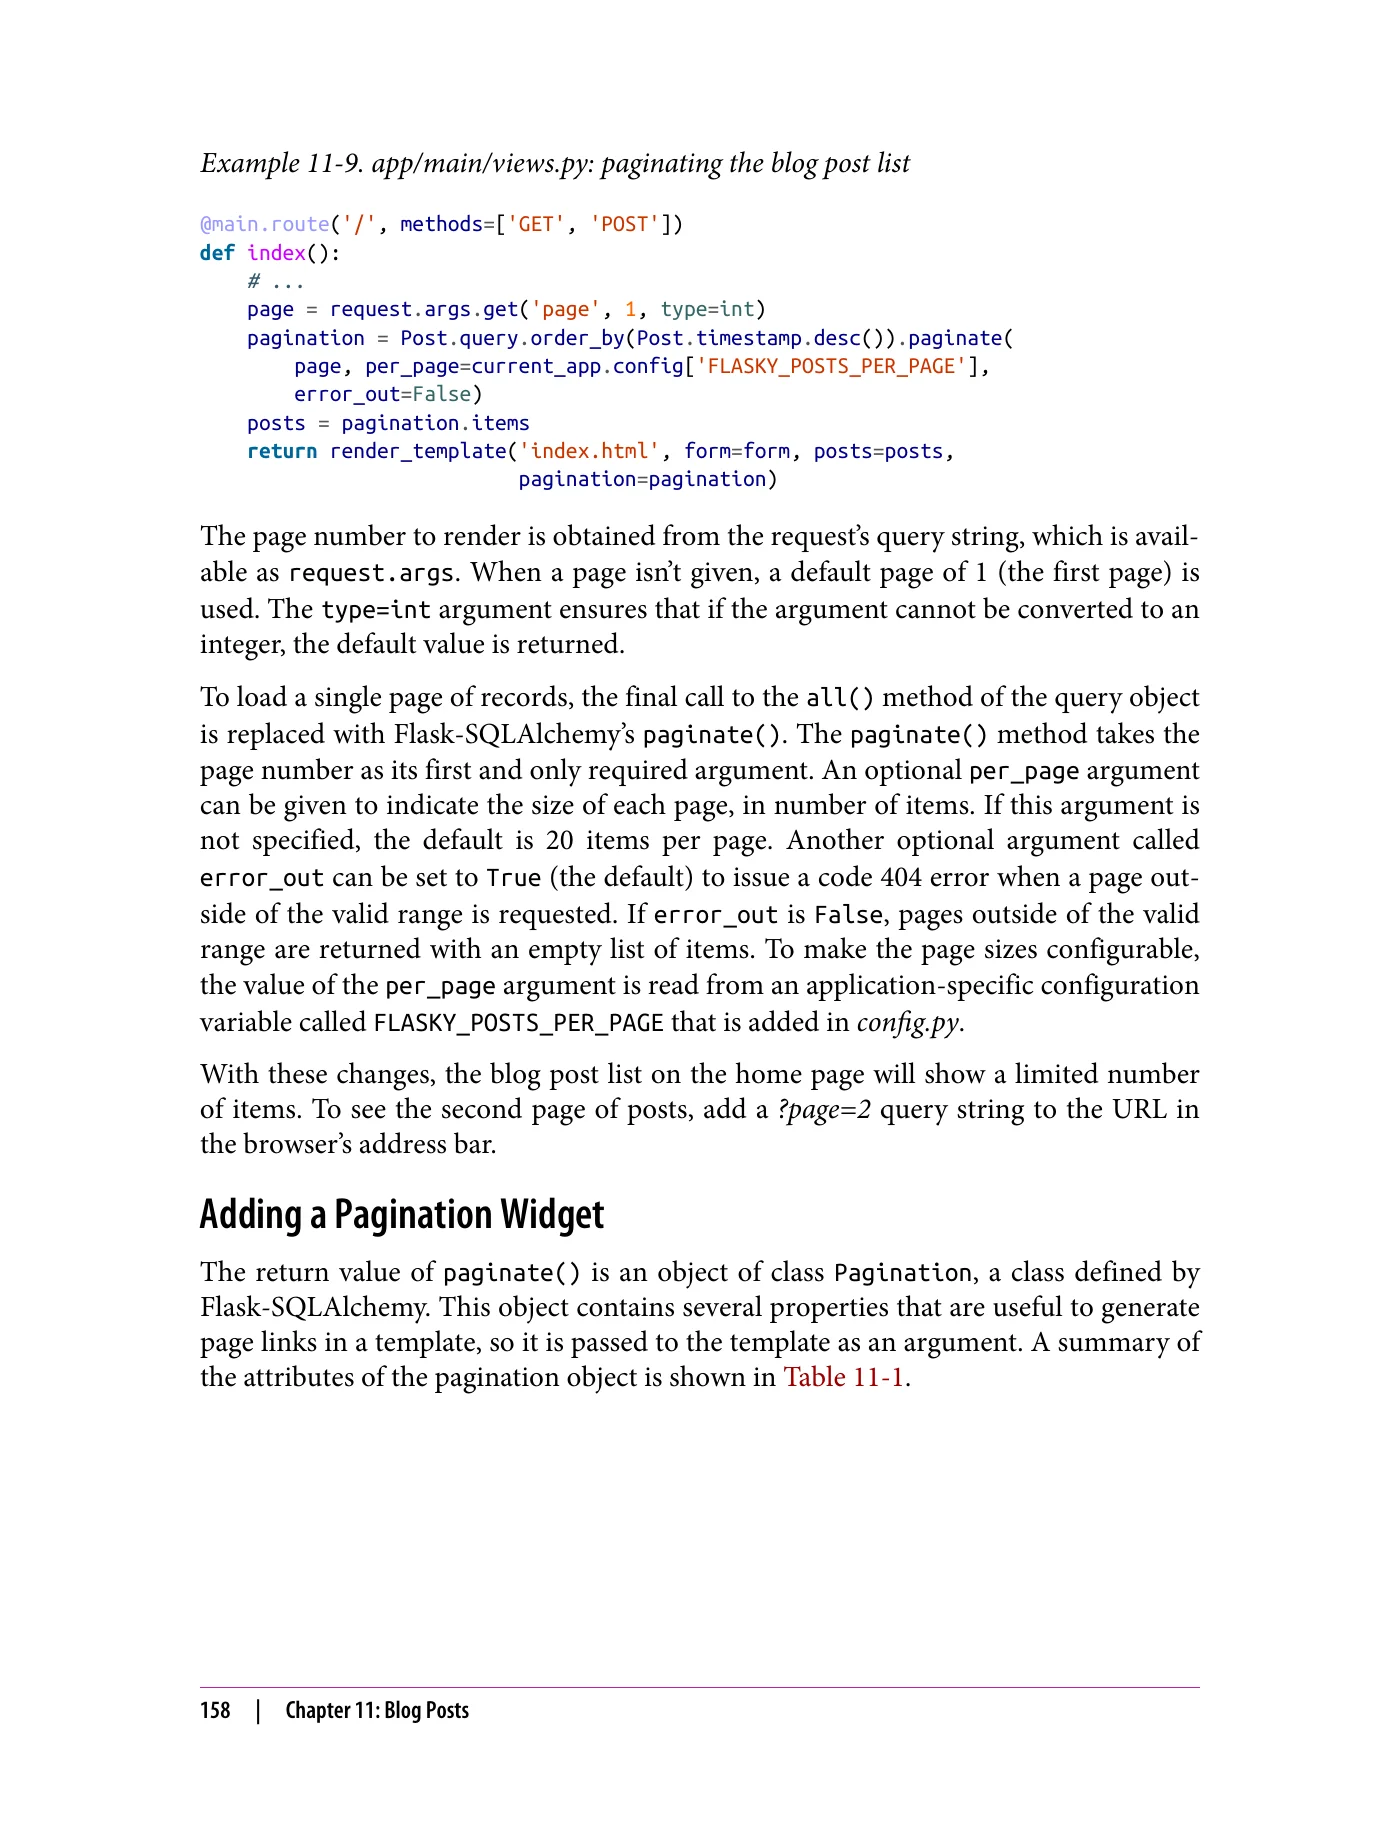 Example 11-9. app/main/views.py: paginating the blog post list
@main.route('/', methods=['GET', 'POST'])
def index():
    # ...
    page = request.args.get('page', 1, type=int)
    pagination = Post.query.order_by(Post.timestamp.desc()).paginate(
        page, per_page=current_app.config['FLASKY_POSTS_PER_PAGE'],
        error_out=False)
    posts = pagination.items
    return render_template('index.html', form=form, posts=posts,
                           pagination=pagination)
The page number to render is obtained from the request’s query string, which is avail-
able as request.args. When a page isn’t given, a default page of 1 (the first page) is
used. The type=int argument ensures that if the argument cannot be converted to an
integer, the default value is returned.
To load a single page of records, the final call to the all() method of the query object
is replaced with Flask-SQLAlchemy’s paginate(). The paginate() method takes the
page number as its first and only required argument. An optional per_page argument
can be given to indicate the size of each page, in number of items. If this argument is
not specified, the default is 20 items per page. Another optional argument called
error_out can be set to True (the default) to issue a code 404 error when a page out-
side of the valid range is requested. If error_out is False, pages outside of the valid
range are returned with an empty list of items. To make the page sizes configurable,
the value of the per_page argument is read from an application-specific configuration
variable called FLASKY_POSTS_PER_PAGE that is added in config.py.
With these changes, the blog post list on the home page will show a limited number
of items. To see the second page of posts, add a ?page=2 query string to the URL in
the browser’s address bar.
Adding a Pagination Widget
The return value of paginate() is an object of class Pagination, a class defined by
Flask-SQLAlchemy. This object contains several properties that are useful to generate
page links in a template, so it is passed to the template as an argument. A summary of
the attributes of the pagination object is shown in Table 11-1.
158 | Chapter 11: Blog Posts